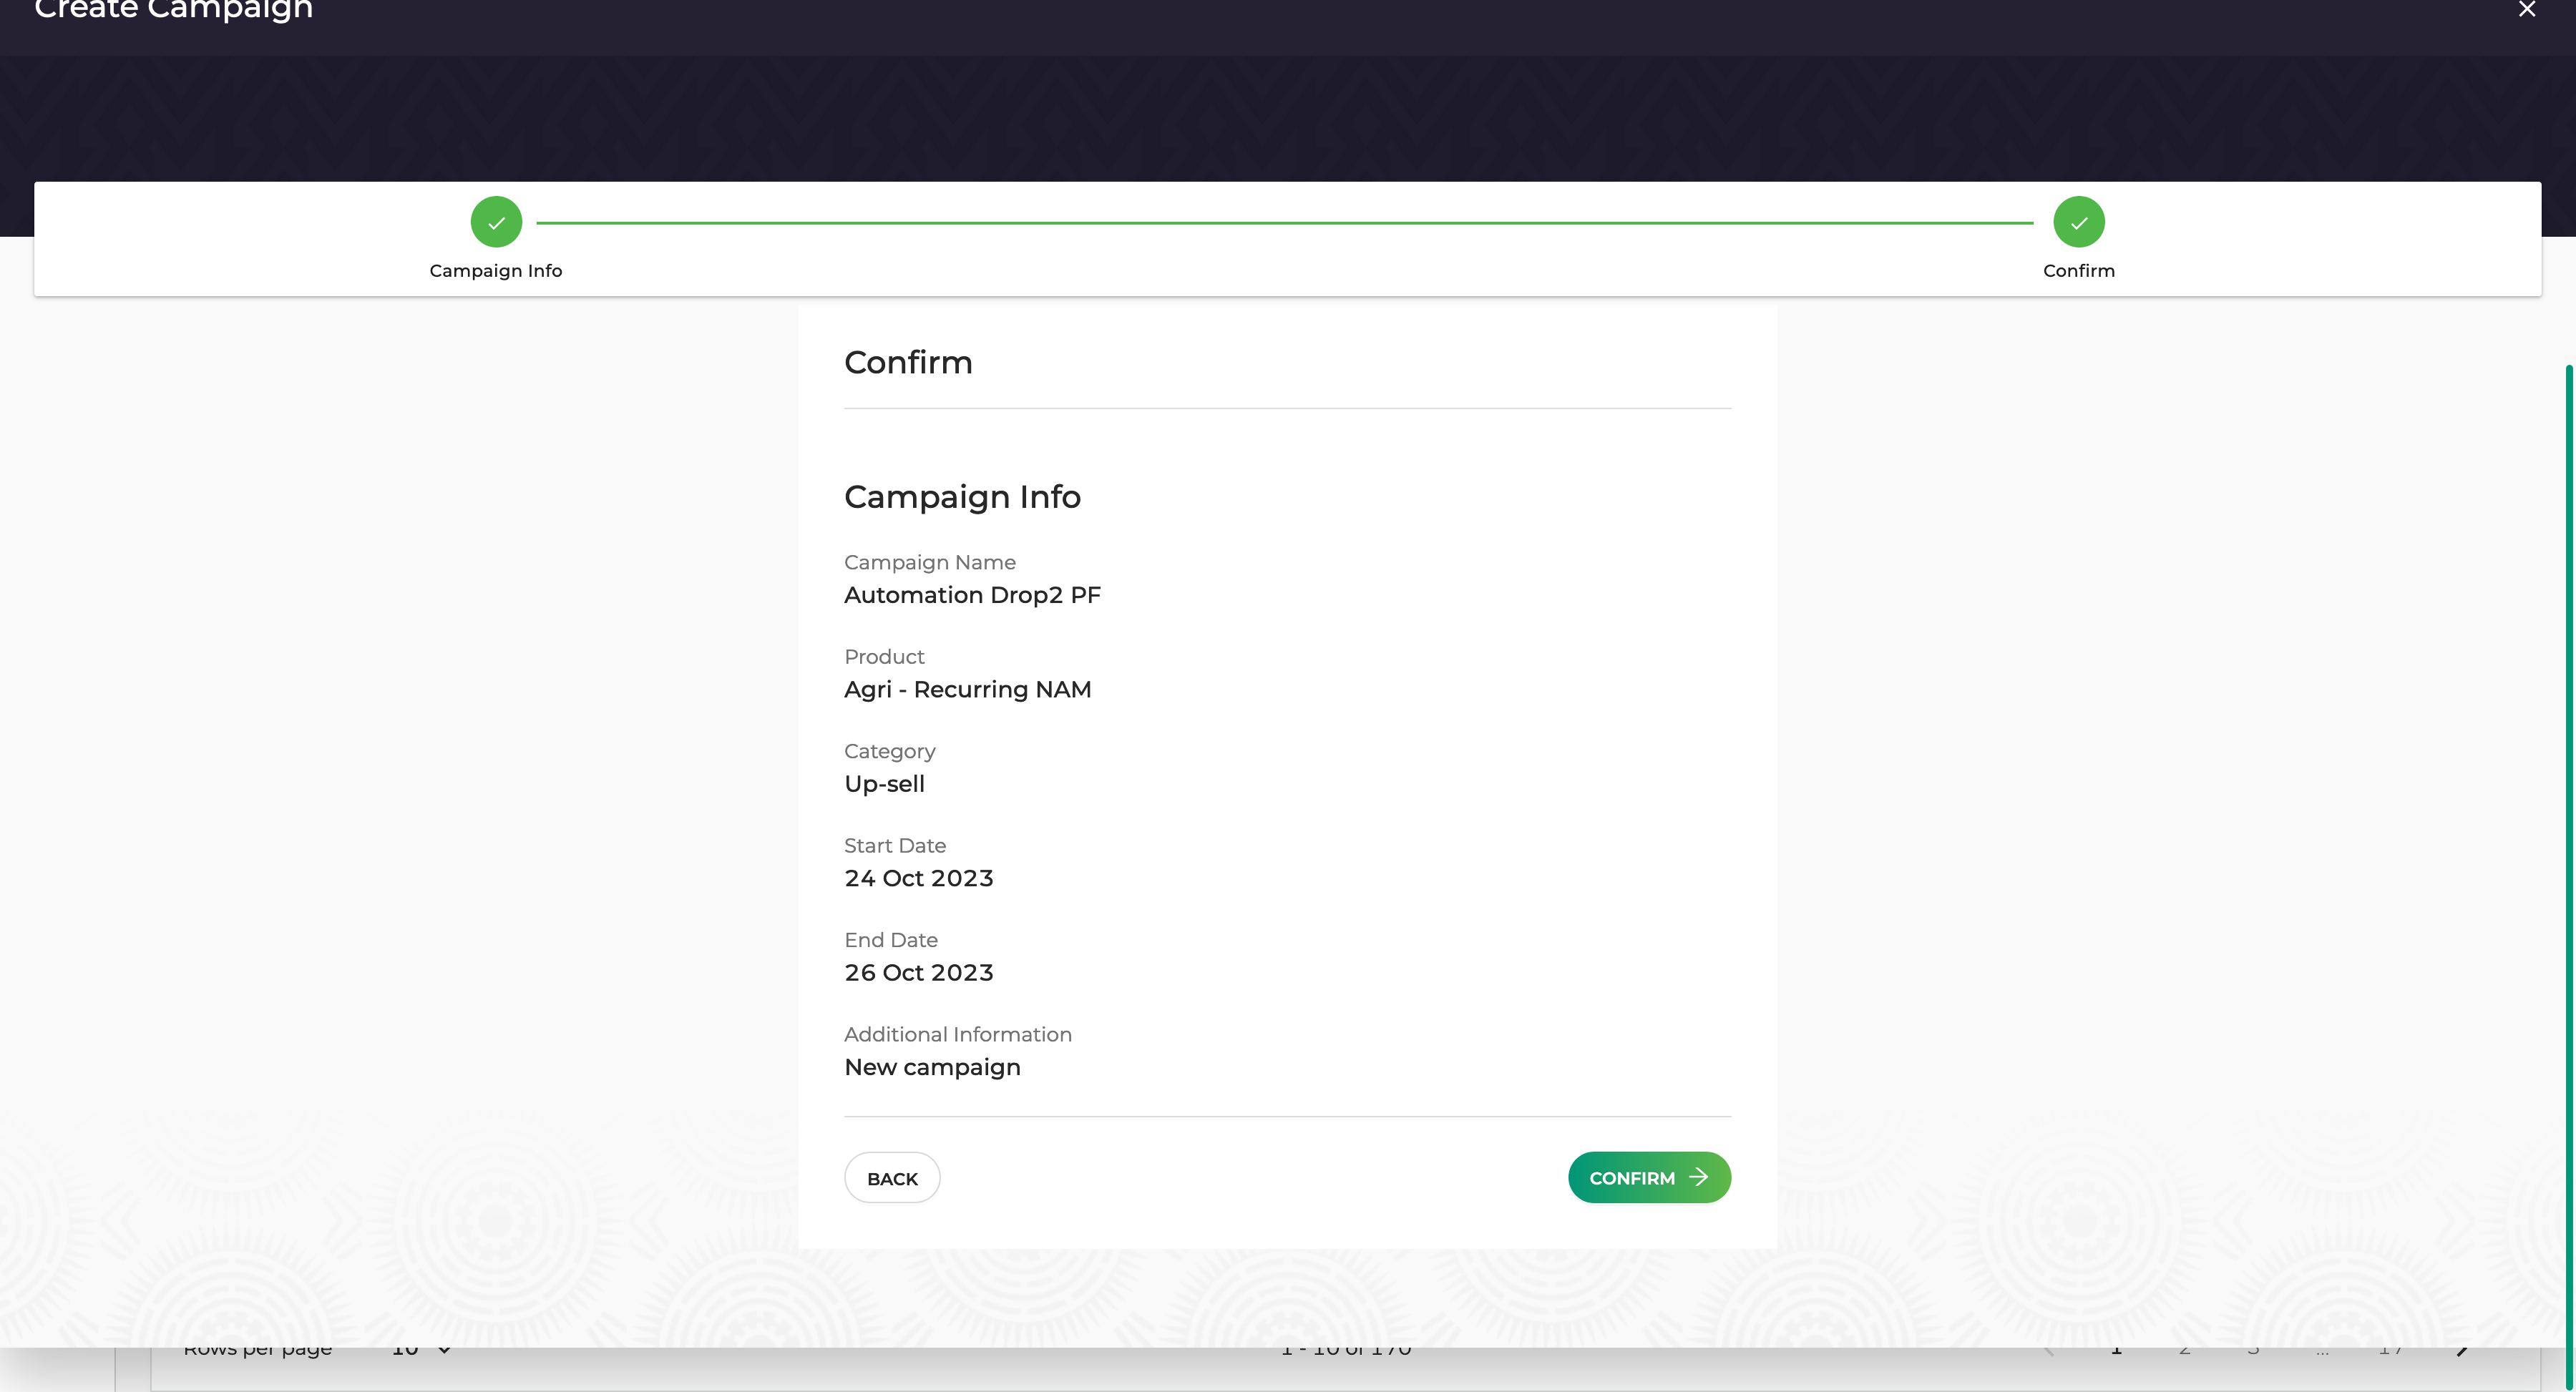 Create Campaign
Campaign Info
Confirm
Confirm
Campaign Info
Campaign Name
Automation Drop2 PF
Product
Agri - Recurring NAM
Category
Up-sell
Start Date
24 Oct 2023
End Date
26 Oct 2023
Additional Information
New campaign
BACK
CONFIRM
Rows per page 10 1 - 10 of 170 1 2 3 ... 17